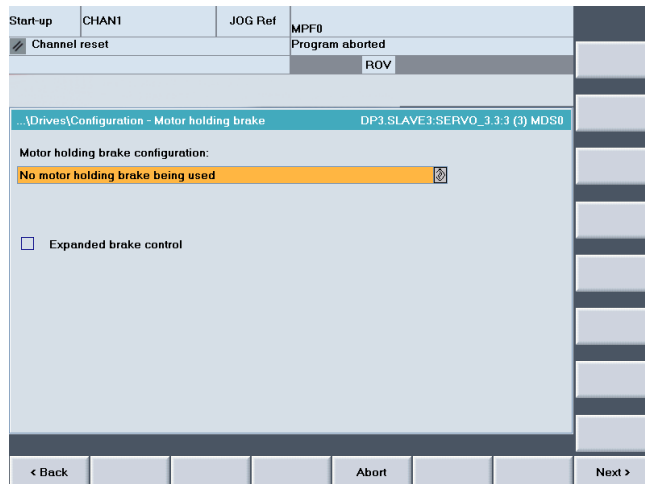 Start-up CHAN1 JOG Ref MPF0
Channel reset Program aborted
ROV
...\Drives\Configuration - Motor holding brake DP3.SLAVE3:SERVO_3.3:3 (3) MDS0
Motor holding brake configuration:
No motor holding brake being used
Expanded brake control
< Back Abort Next >